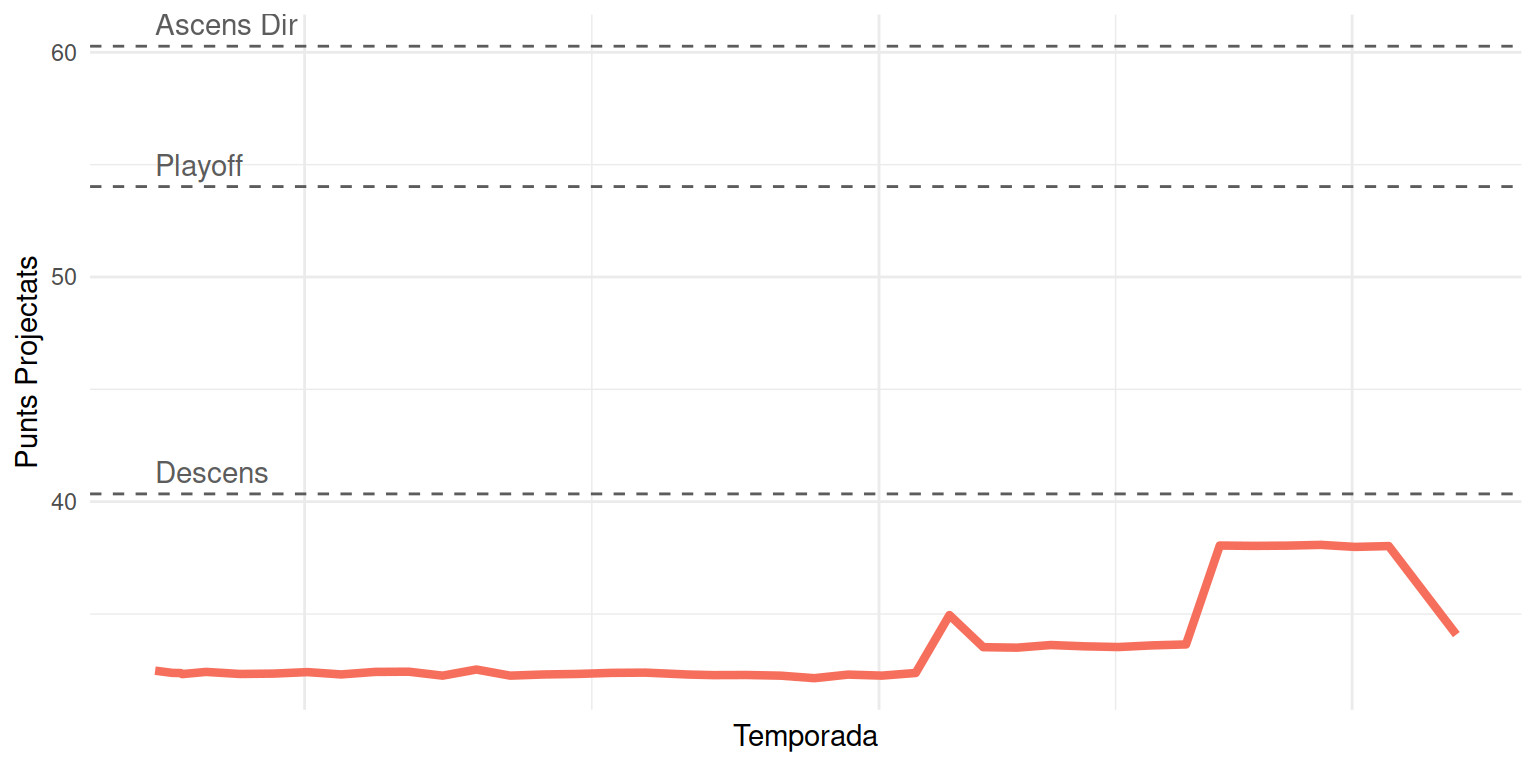 Ascens Dir
60
Playoff
50
Punts Projectats
Descens
40
Temporada